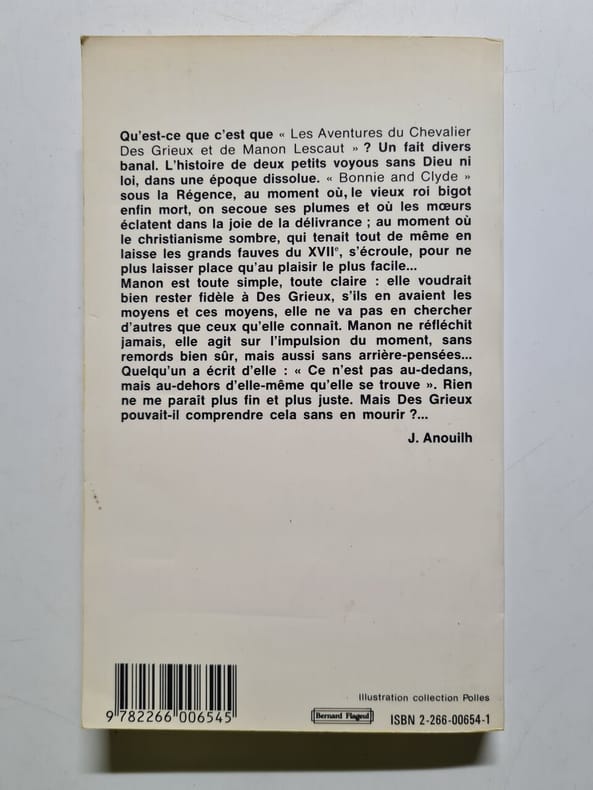 Qu'est-ce que c'est que « Les Aventures du Chevalier
Des Grieux et de Manon Lescaut » ? Un fait divers
banal. L'histoire de deux petits voyous sans Dieu ni
loi, dans une époque dissolue. « Bonnie and Clyde »
sous la Régence, au moment où, le vieux roi bigot
enfin mort, on secoue ses plumes et où les mœurs
éclatent dans la joie de la délivrance ; au moment où
le christianisme sombre, qui tenait tout de même en
laisse les grands fauves du XVIIᵉ, s'écroule, pour ne
plus laisser place qu'au plaisir le plus facile...
Manon est toute simple, toute claire : elle voudrait
bien rester fidèle à Des Grieux, s'ils en avaient les
moyens et ces moyens, elle ne va pas en chercher
d'autres que ceux qu'elle connaît. Manon ne réfléchit
jamais, elle agit sur l'impulsion du moment, sans
remords bien sûr, mais aussi sans arrière-pensées...
Quelqu'un a écrit d'elle : « Ce n'est pas au-dedans,
mais au-dehors d'elle-même qu'elle se trouve ». Rien
ne me paraît plus fin et plus juste. Mais Des Grieux
pouvait-il comprendre cela sans en mourir ?...
J. Anouilh
Illustration collection Polles
9 782266 006545
Bernard Flageul
ISBN 2-266-00654-1